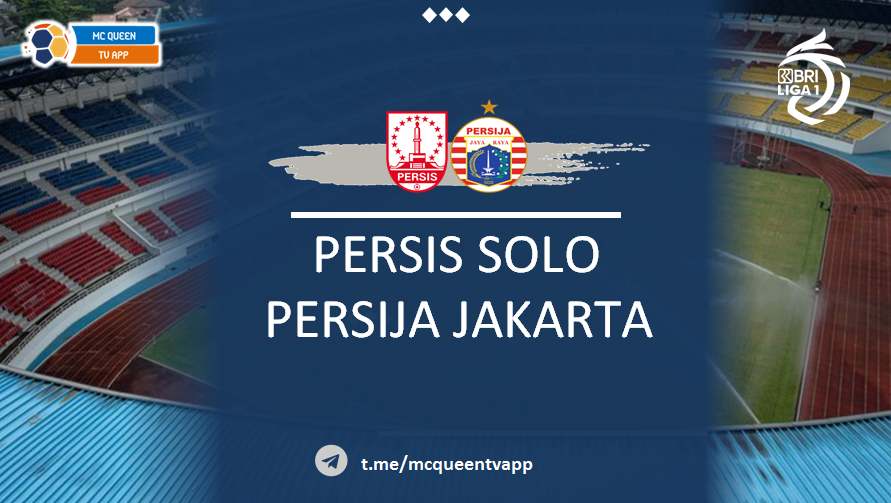 MC QUEEN
TV APP
BRI
LIGA 1
PERSIS
PERSIJA
JAYA RAYA
PERSIS SOLO
PERSIJA JAKARTA
t.me/mcqueentvapp